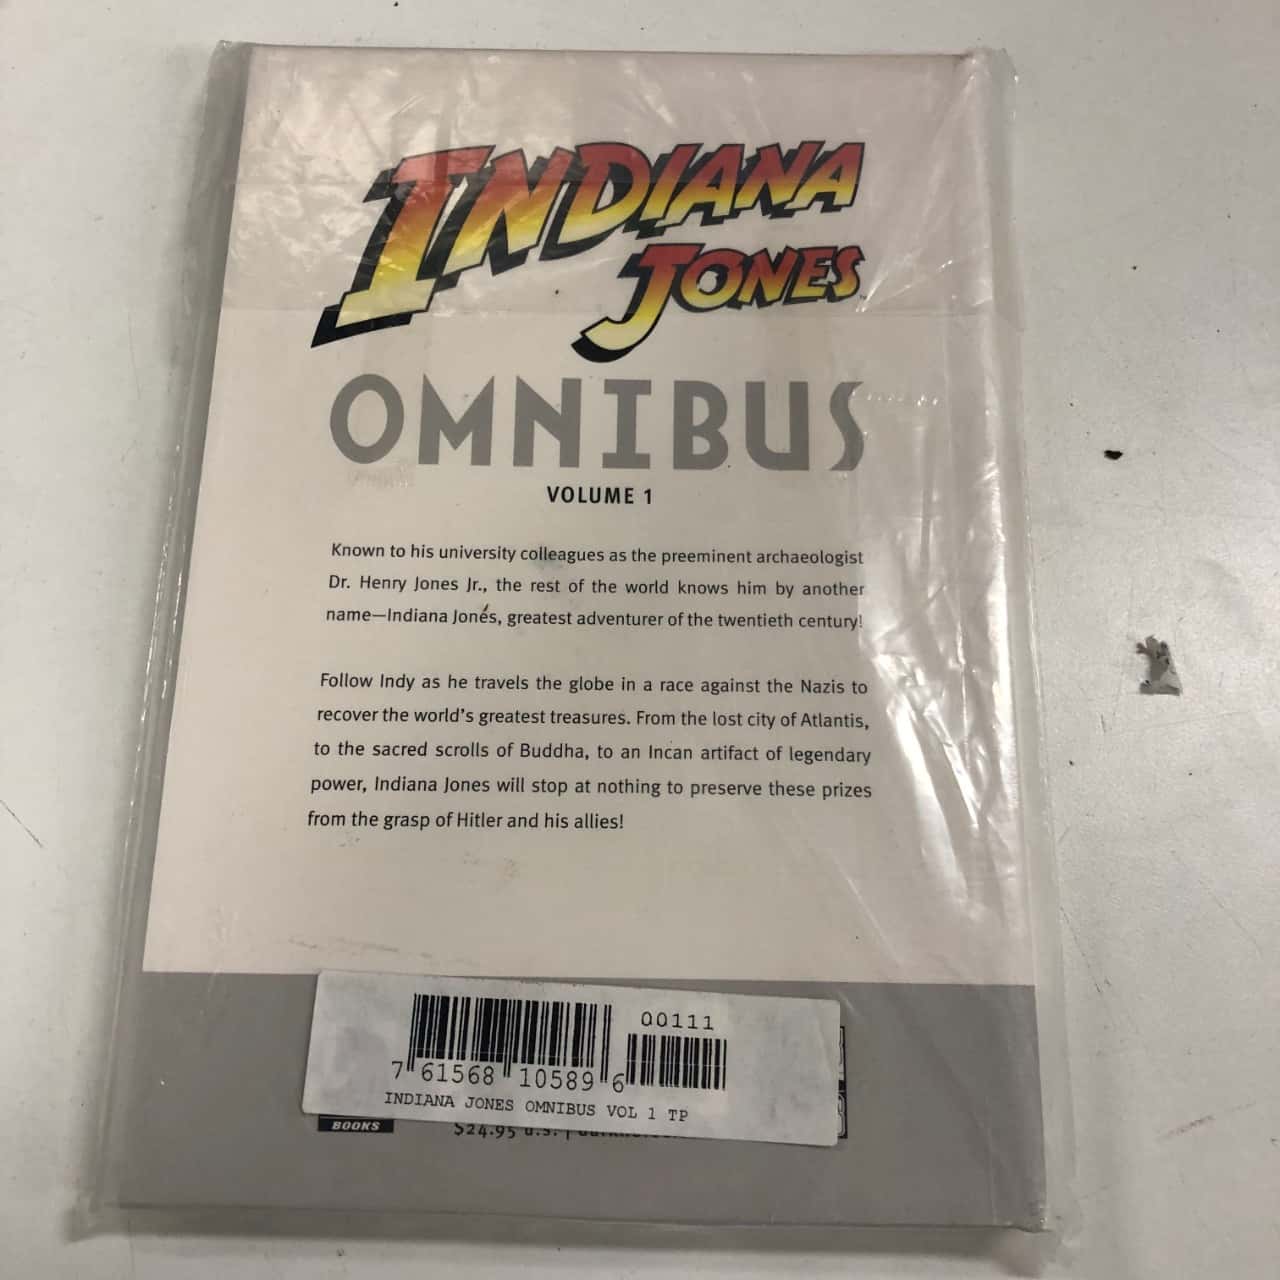 INDIANA
JONES
OMNIBUS
VOLUME 1
Known to his university colleagues as the preeminent archaeologist
Dr. Henry Jones Jr., the rest of the world knows him by another
name—Indiana Jones, greatest adventurer of the twentieth century!
Follow Indy as he travels the globe in a race against the Nazis to
recover the world's greatest treasures. From the lost city of Atlantis,
to the sacred scrolls of Buddha, to an Incan artifact of legendary
power, Indiana Jones will stop at nothing to preserve these prizes
from the grasp of Hitler and his allies!
00111
7 61568 10589 6
INDIANA JONES OMNIBUS VOL 1 TP
BOOKS
$24.95 U.S. |